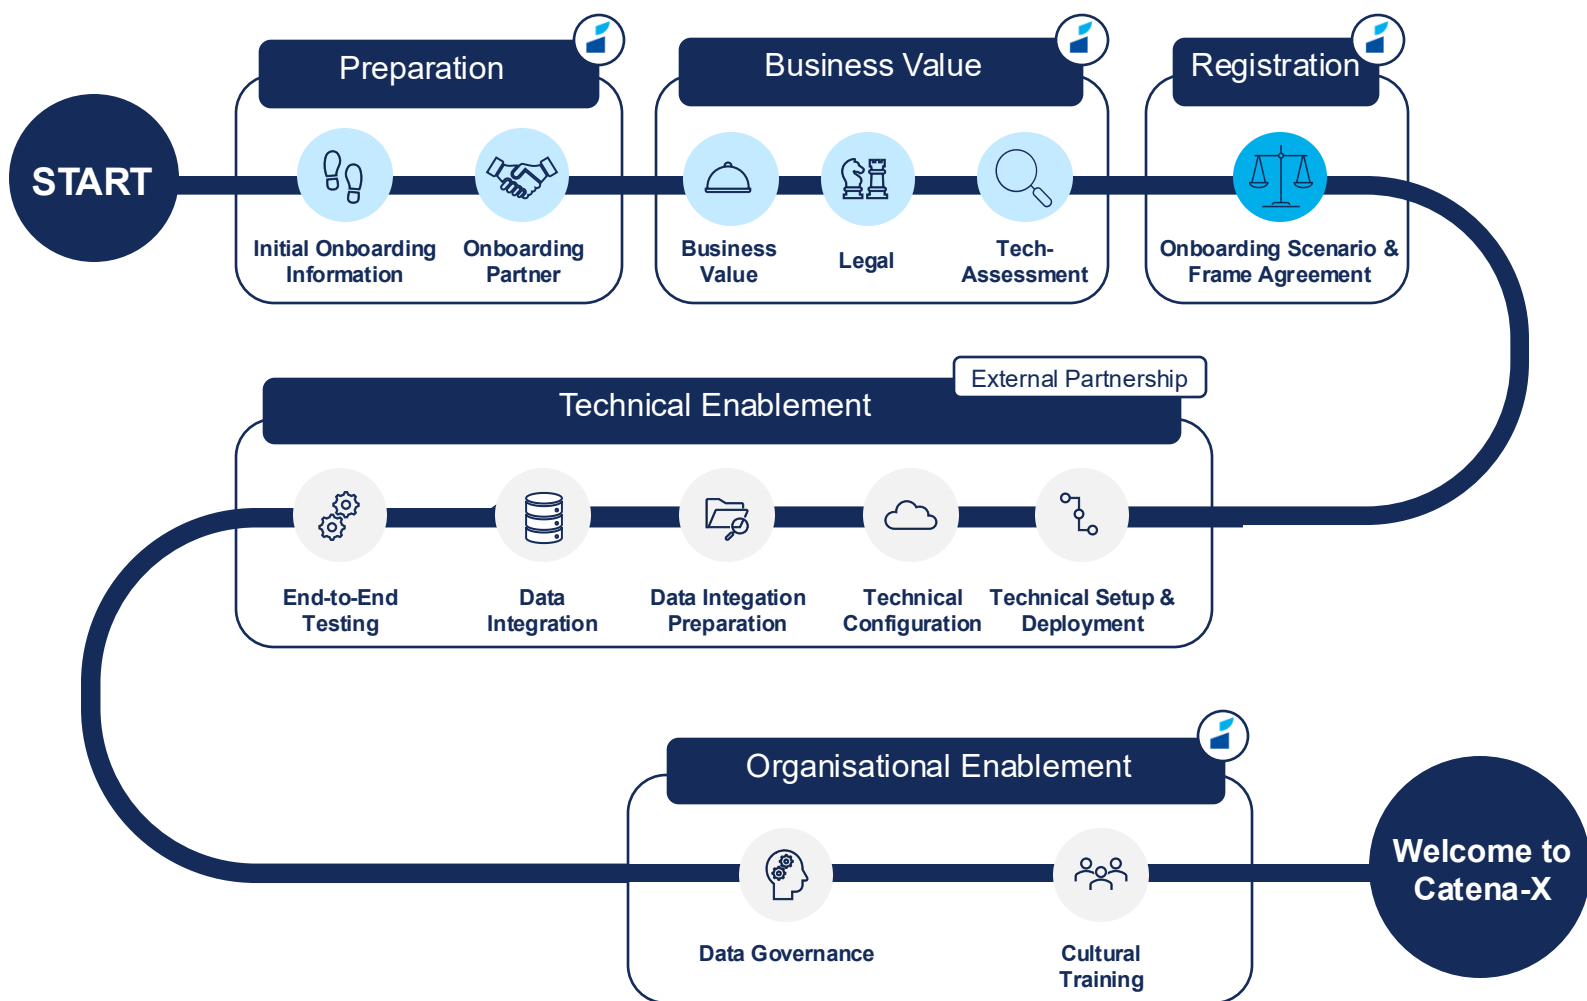 Preparation
Business Value
Registration
START
Initial Onboarding
Information
Onboarding
Partner
Business
Value
Legal
Tech-
Assessment
Onboarding Scenario &
Frame Agreement
External Partnership
Technical Enablement
End-to-End
Testing
Data
Integration
Data Integation
Preparation
Technical
Configuration
Technical Setup &
Deployment
Organisational Enablement
Data Governance
Cultural
Training
Welcome to
Catena-X